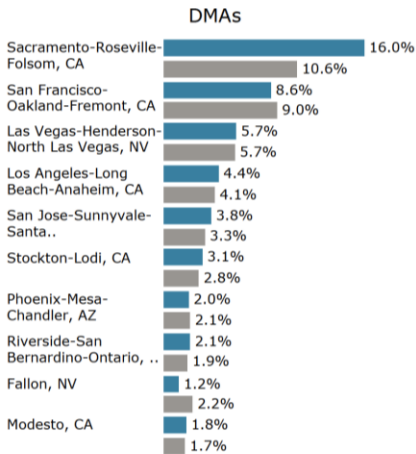 DMAs
Sacramento-Roseville-
Folsom, CA
16.0%
10.6%
San Francisco-
Oakland-Fremont, CA
8.6%
9.0%
Las Vegas-Henderson-
North Las Vegas, NV
5.7%
5.7%
Los Angeles-Long
Beach-Anaheim, CA
4.4%
4.1%
San Jose-Sunnyvale-
Santa..
3.8%
3.3%
Stockton-Lodi, CA
3.1%
2.8%
Phoenix-Mesa-
Chandler, AZ
2.0%
2.1%
Riverside-San
Bernardino-Ontario, ..
2.1%
1.9%
Fallon, NV
1.2%
2.2%
Modesto, CA
1.8%
1.7%